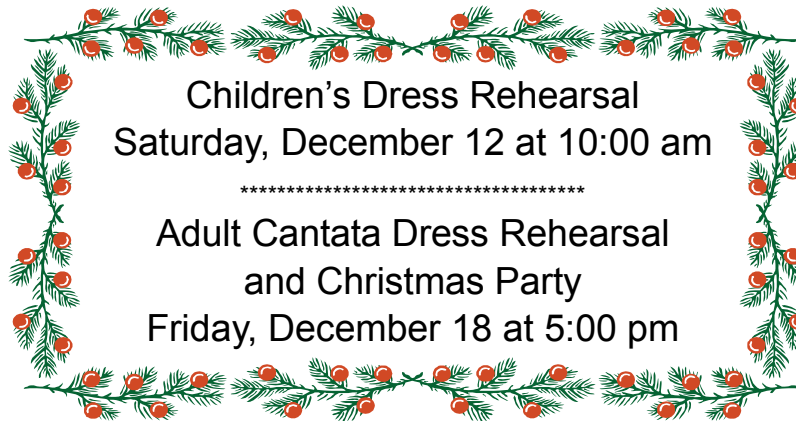 Children’s Dress Rehearsal
Saturday, December 12 at 10:00 am
*************************************
Adult Cantata Dress Rehearsal
and Christmas Party
Friday, December 18 at 5:00 pm